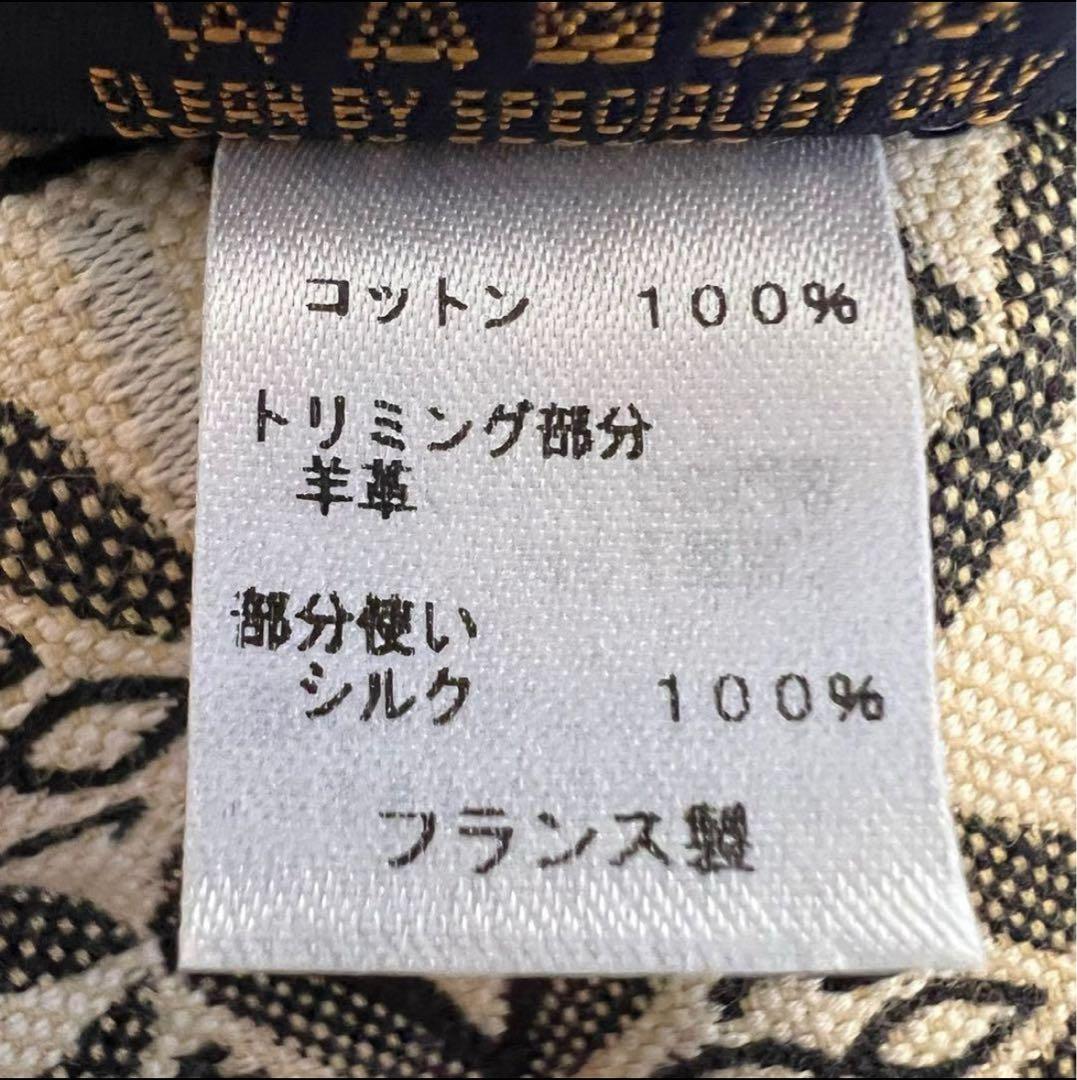 CLEAN BY SPECIALIST ONLY
コットン 100%
トリミング部分
羊革
部分使い
シルク 100%
フランス製